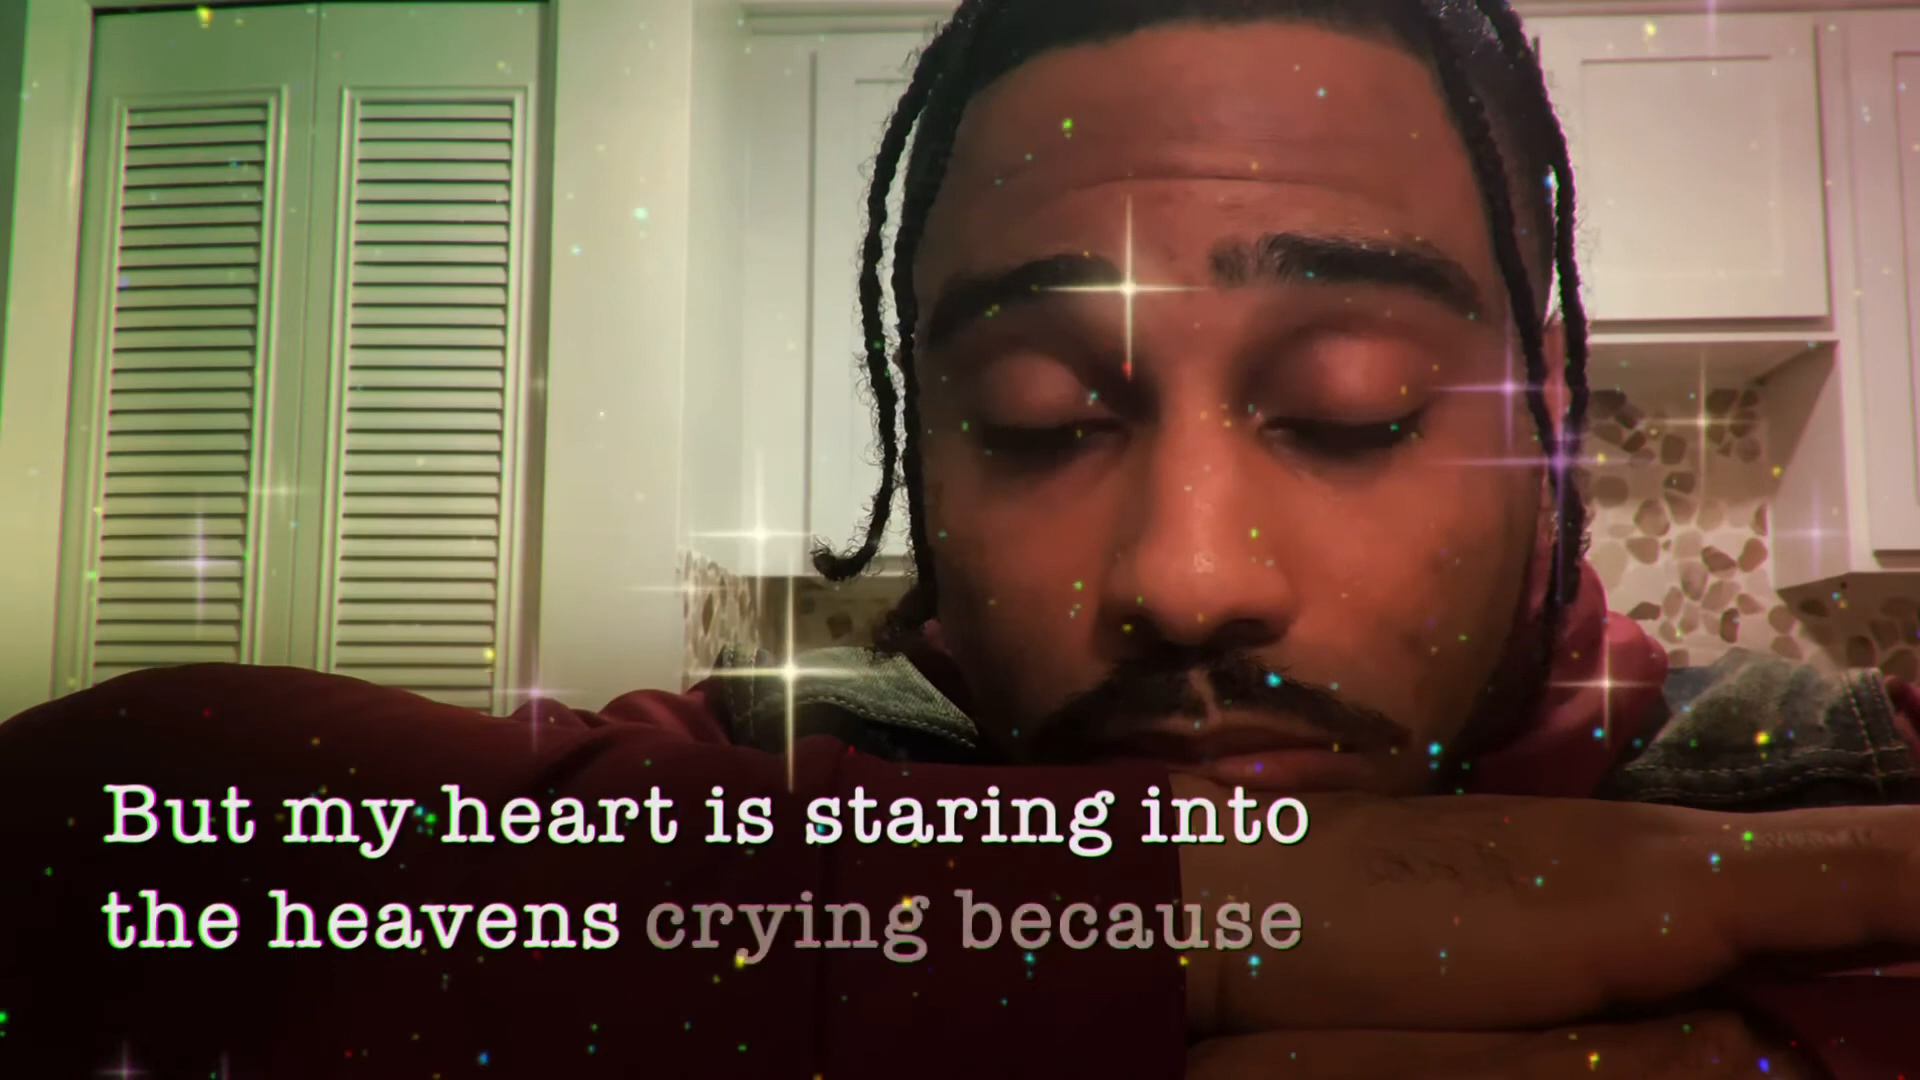 But my heart is staring into
the heavens crying because